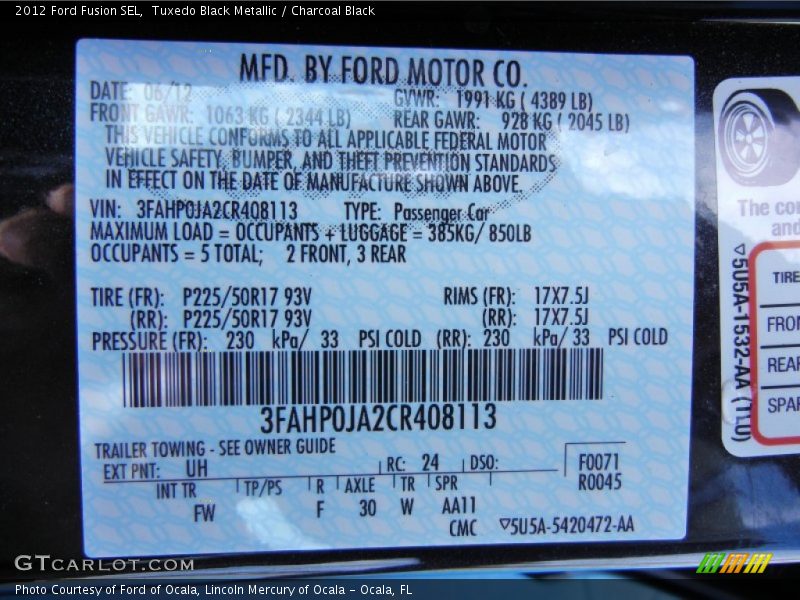 2012 Ford Fusion SEL, Tuxedo Black Metallic / Charcoal Black
MFD. BY FORD MOTOR CO.
DATE: 06/12 GVWR: 1991 KG ( 4389 LB)
FRONT GAWR: 1063 KG ( 2344 LB) REAR GAWR: 928 KG ( 2045 LB)
THIS VEHICLE CONFORMS TO ALL APPLICABLE FEDERAL MOTOR
VEHICLE SAFETY, BUMPER, AND THEFT PREVENTION STANDARDS
IN EFFECT ON THE DATE OF MANUFACTURE SHOWN ABOVE.
VIN: 3FAHP0JA2CR408113 TYPE: Passenger Car
MAXIMUM LOAD = OCCUPANTS + LUGGAGE = 385KG/ 850LB
OCCUPANTS = 5 TOTAL; 2 FRONT, 3 REAR
TIRE (FR): P225/50R17 93V RIMS (FR): 17X7.5J
(RR): P225/50R17 93V (RR): 17X7.5J
PRESSURE (FR): 230 kPa/ 33 PSI COLD (RR): 230 kPa/ 33 PSI COLD
3FAHP0JA2CR408113
TRAILER TOWING - SEE OWNER GUIDE
EXT PNT: UH RC: 24 DSO: F0071
R0045
INT TR TP/PS R AXLE TR SPR
FW F 30 W AA11
CMC ▽5U5A-5420472-AA
The co
and
▽5U5A-1532-AA (TL0)
TIRE
FRO
REAR
SPAR
GTCARLOT.COM
Photo Courtesy of Ford of Ocala, Lincoln Mercury of Ocala – Ocala, FL